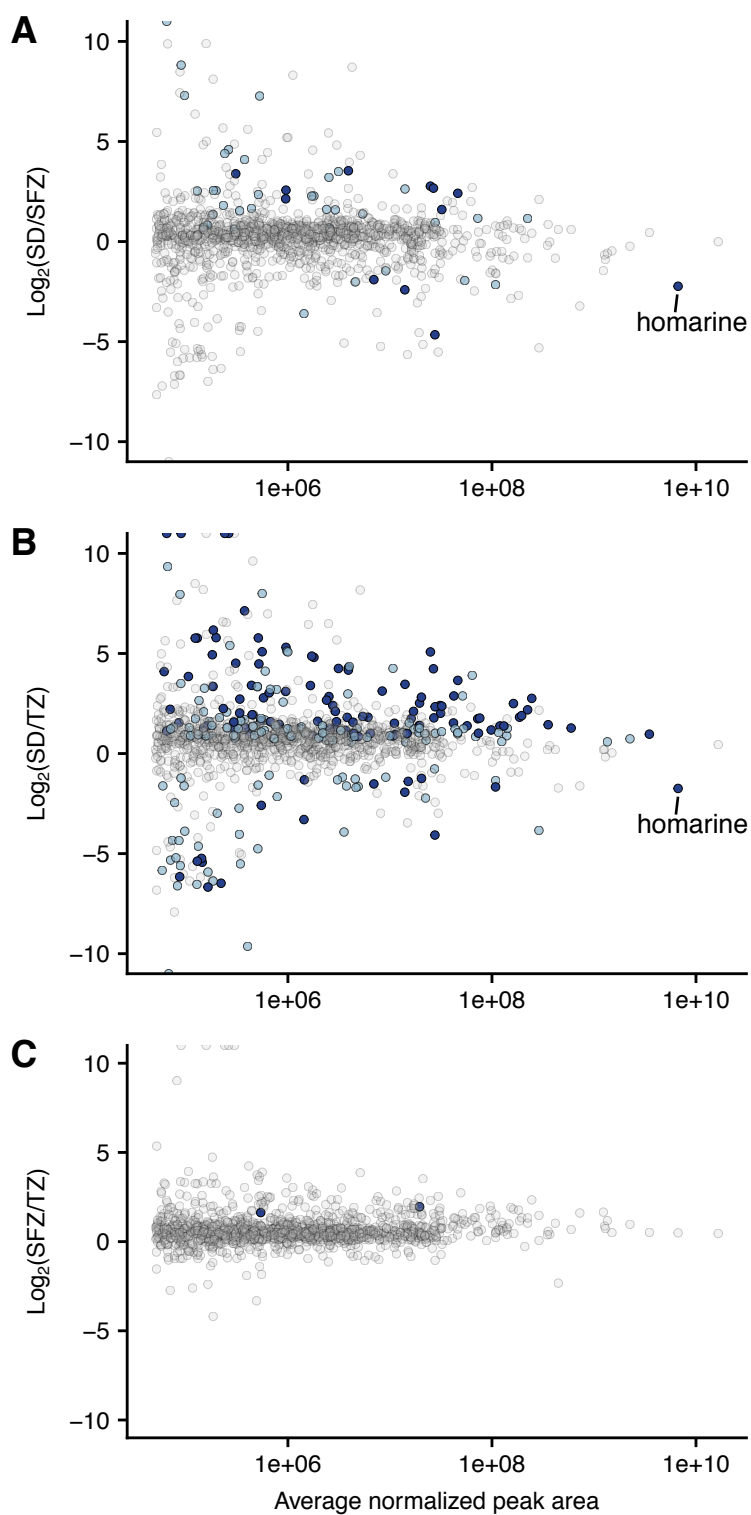 A
10
5
0
−5
−10
Log₂(SD/SFZ)
homarine
1e+06 1e+08 1e+10
B
10
5
0
−5
−10
Log₂(SD/TZ)
homarine
1e+06 1e+08 1e+10
C
10
5
0
−5
−10
Log₂(SFZ/TZ)
1e+06 1e+08 1e+10
Average normalized peak area